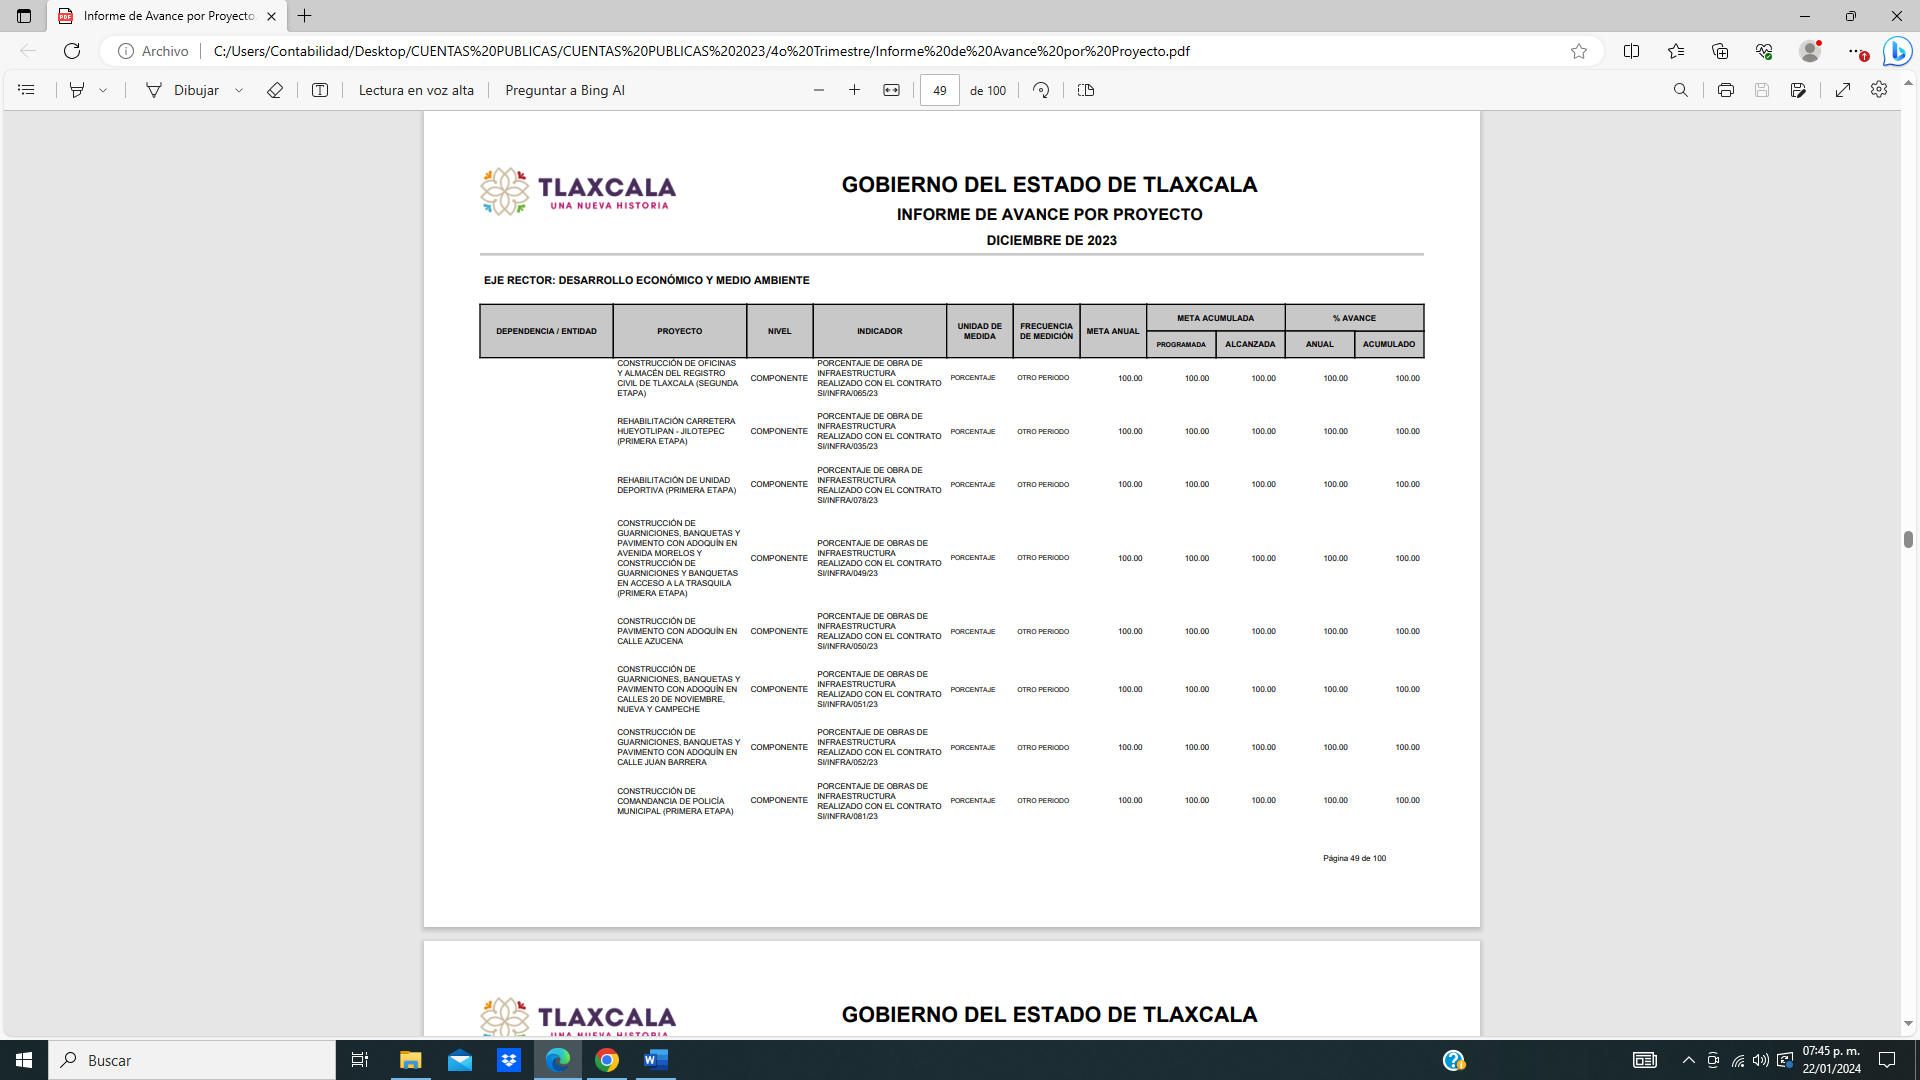 Informe de Avance por Proyecto.
Archivo
C:/Users/Contabilidad/Desktop/CUENTAS%20PUBLICAS/CUENTAS%20PUBLICAS%202023/4o%20Trimestre/Informe%20de%20Avance%20por%20Proyecto.pdf
Dibujar
Lectura en voz alta
Preguntar a Bing AI
49
de 100
TLAXCALA
UNA NUEVA HISTORIA
GOBIERNO DEL ESTADO DE TLAXCALA
INFORME DE AVANCE POR PROYECTO
DICIEMBRE DE 2023
EJE RECTOR: DESARROLLO ECONÓMICO Y MEDIO AMBIENTE
DEPENDENCIA / ENTIDAD
PROYECTO
NIVEL
INDICADOR
UNIDAD DE
MEDIDA
FRECUENCIA
DE MEDICIÓN
META ANUAL
META ACUMULADA
PROGRAMADA
ALCANZADA
% AVANCE
ANUAL
ACUMULADO
CONSTRUCCIÓN DE OFICINAS
Y ALMACÉN DEL REGISTRO
CIVIL DE TLAXCALA (SEGUNDA
ETAPA)
COMPONENTE
PORCENTAJE DE OBRA DE
INFRAESTRUCTURA
REALIZADO CON EL CONTRATO
SI/INFRA/065/23
PORCENTAJE
OTRO PERIODO
100.00
100.00
100.00
100.00
100.00
REHABILITACIÓN CARRETERA
HUEYOTLIPAN - JILOTEPEC
(PRIMERA ETAPA)
COMPONENTE
PORCENTAJE DE OBRA DE
INFRAESTRUCTURA
REALIZADO CON EL CONTRATO
SI/INFRA/035/23
PORCENTAJE
OTRO PERIODO
100.00
100.00
100.00
100.00
100.00
REHABILITACIÓN DE UNIDAD
DEPORTIVA (PRIMERA ETAPA)
COMPONENTE
PORCENTAJE DE OBRA DE
INFRAESTRUCTURA
REALIZADO CON EL CONTRATO
SI/INFRA/078/23
PORCENTAJE
OTRO PERIODO
100.00
100.00
100.00
100.00
100.00
CONSTRUCCIÓN DE
GUARNICIONES, BANQUETAS Y
PAVIMENTO CON ADOQUÍN EN
AVENIDA MORELOS Y
CONSTRUCCIÓN DE
GUARNICIONES Y BANQUETAS
EN ACCESO A LA TRASQUILA
(PRIMERA ETAPA)
COMPONENTE
PORCENTAJE DE OBRAS DE
INFRAESTRUCTURA
REALIZADO CON EL CONTRATO
SI/INFRA/049/23
PORCENTAJE
OTRO PERIODO
100.00
100.00
100.00
100.00
100.00
CONSTRUCCIÓN DE
PAVIMENTO CON ADOQUÍN EN
CALLE AZUCENA
COMPONENTE
PORCENTAJE DE OBRAS DE
INFRAESTRUCTURA
REALIZADO CON EL CONTRATO
SI/INFRA/050/23
PORCENTAJE
OTRO PERIODO
100.00
100.00
100.00
100.00
100.00
CONSTRUCCIÓN DE
GUARNICIONES, BANQUETAS Y
PAVIMENTO CON ADOQUÍN EN
CALLES 20 DE NOVIEMBRE,
NUEVA Y CAMPECHE
COMPONENTE
PORCENTAJE DE OBRAS DE
INFRAESTRUCTURA
REALIZADO CON EL CONTRATO
SI/INFRA/051/23
PORCENTAJE
OTRO PERIODO
100.00
100.00
100.00
100.00
100.00
CONSTRUCCIÓN DE
GUARNICIONES, BANQUETAS Y
PAVIMENTO CON ADOQUÍN EN
CALLE JUAN BARRERA
COMPONENTE
PORCENTAJE DE OBRAS DE
INFRAESTRUCTURA
REALIZADO CON EL CONTRATO
SI/INFRA/052/23
PORCENTAJE
OTRO PERIODO
100.00
100.00
100.00
100.00
100.00
CONSTRUCCIÓN DE
COMANDANCIA DE POLICÍA
MUNICIPAL (PRIMERA ETAPA)
COMPONENTE
PORCENTAJE DE OBRAS DE
INFRAESTRUCTURA
REALIZADO CON EL CONTRATO
SI/INFRA/081/23
PORCENTAJE
OTRO PERIODO
100.00
100.00
100.00
100.00
100.00
Página 49 de 100
TLAXCALA
UNA NUEVA HISTORIA
GOBIERNO DEL ESTADO DE TLAXCALA
Buscar
07:45 p. m.
22/01/2024